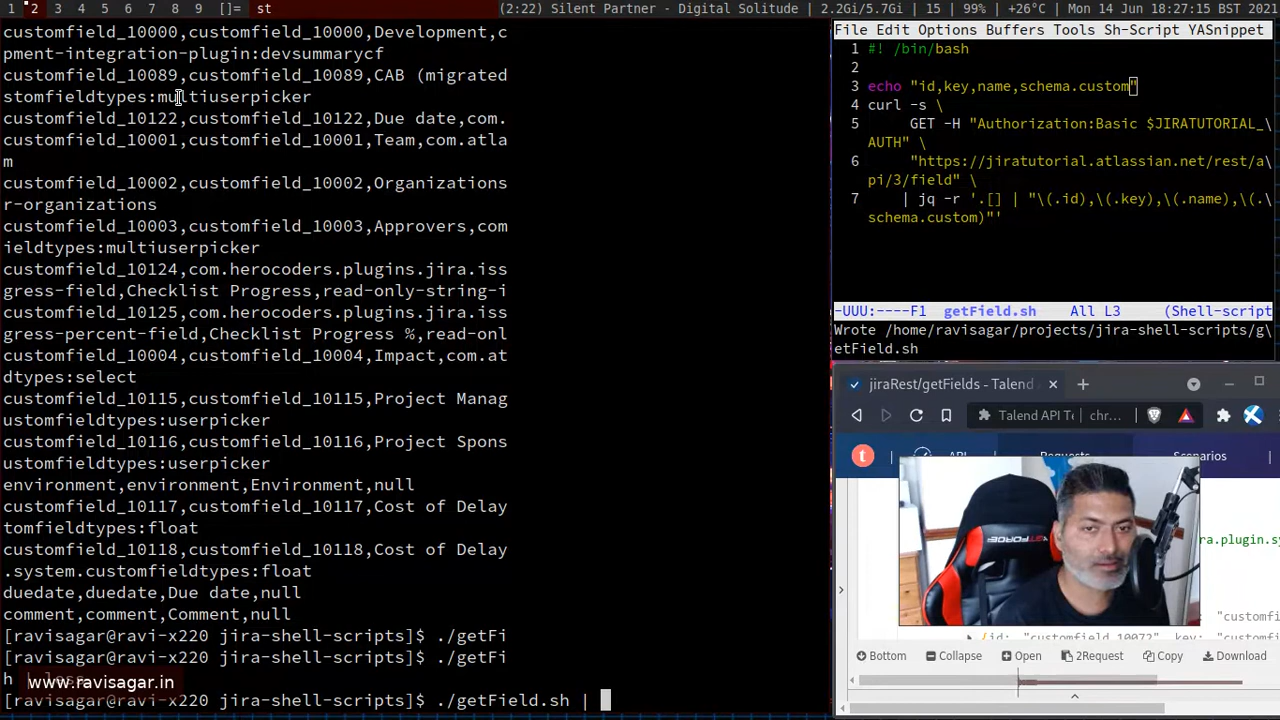 1 2 3 4 5 6 7 8 9 []= st (2:22) Silent Partner - Digital Solitude | 2.2Gi/5.7Gi | 15 | 99% | +26°C | Mon 14 Jun 18:27:15 BST 2021
customfield_10000,customfield_10000,Development,c
pment-integration-plugin:devsummarycf
customfield_10089,customfield_10089,CAB (migrated
stomfieldtypes:multiuserpicker
customfield_10122,customfield_10122,Due date,com.
customfield_10001,customfield_10001,Team,com.atla
m
customfield_10002,customfield_10002,Organizations
r-organizations
customfield_10003,customfield_10003,Approvers,com
ieldtypes:multiuserpicker
customfield_10124,com.herocoders.plugins.jira.iss
gress-field,Checklist Progress,read-only-string-i
customfield_10125,com.herocoders.plugins.jira.iss
gress-percent-field,Checklist Progress %,read-onl
customfield_10004,customfield_10004,Impact,com.at
dtypes:select
customfield_10115,customfield_10115,Project Manag
ustomfieldtypes:userpicker
customfield_10116,customfield_10116,Project Spons
ustomfieldtypes:userpicker
environment,environment,Environment,null
customfield_10117,customfield_10117,Cost of Delay
tomfieldtypes:float
customfield_10118,customfield_10118,Cost of Delay
.system.customfieldtypes:float
duedate,duedate,Due date,null
comment,comment,Comment,null
[ravisagar@ravi-x220 jira-shell-scripts]$ ./getFi
[ravisagar@ravi-x220 jira-shell-scripts]$ ./getFi
h
www.ravisagar.in
[ravisagar@ravi-x220 jira-shell-scripts]$ ./getField.sh |
File Edit Options Buffers Tools Sh-Script YASnippet
1 #! /bin/bash
2
3 echo "id,key,name,schema.custom"
4 curl -s \
5 GET -H "Authorization:Basic $JIRATUTORIAL_\
AUTH" \
6 "https://jiratutorial.atlassian.net/rest/a\
pi/3/field" \
7 | jq -r '.[] | "\(.id),\(.key),\(.name),\(.\
schema.custom)"'
-UUU:----F1 getField.sh All L3 (Shell-script
Wrote /home/ravisagar/projects/jira-shell-scripts/g\
etField.sh
jiraRest/getFields - Talend
Talend API Te | chr...
API Requests Scenarios
ra.plugin.sy
"customfi
{id: "customfield_10072", key: "customf
Bottom Collapse Open 2Request Copy Download